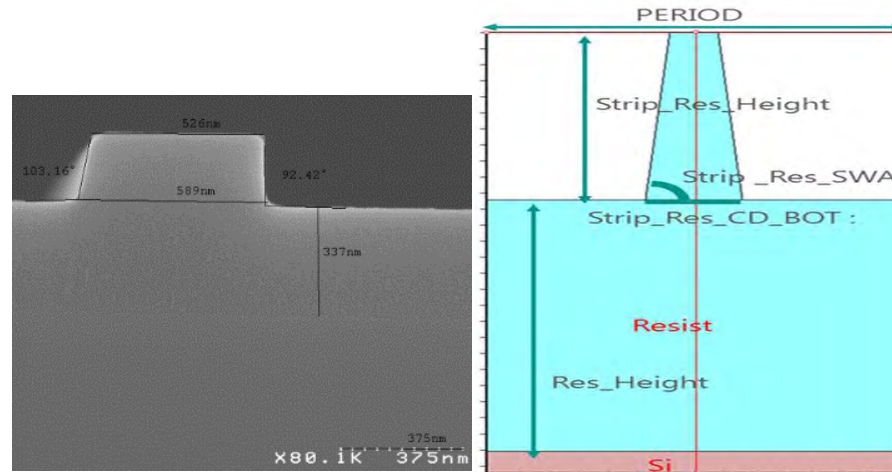 526nm
103.16°
92.42°
589nm
337nm
375nm
X80.1K 375nm
PERIOD
Strip_Res_Height
Strip _Res_SWA
Strip_Res_CD_BOT :
Resist
Res_Height
Si